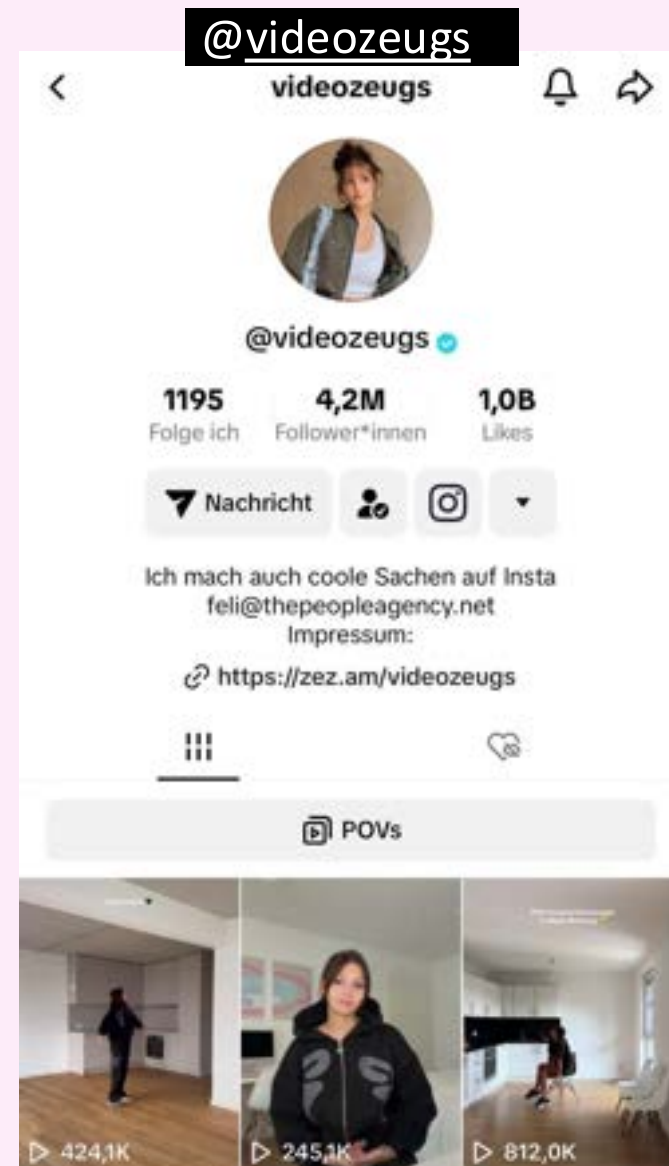 @videozeugs
videozeugs
@videozeugs
1195 4,2M 1,0B
Folge ich Follower*innen Likes
Nachricht
Ich mach auch coole Sachen auf Insta
feli@thepeopleagency.net
Impressum:
https://zez.am/videozeugs
POVs
424,1K 245,1K 812,0K